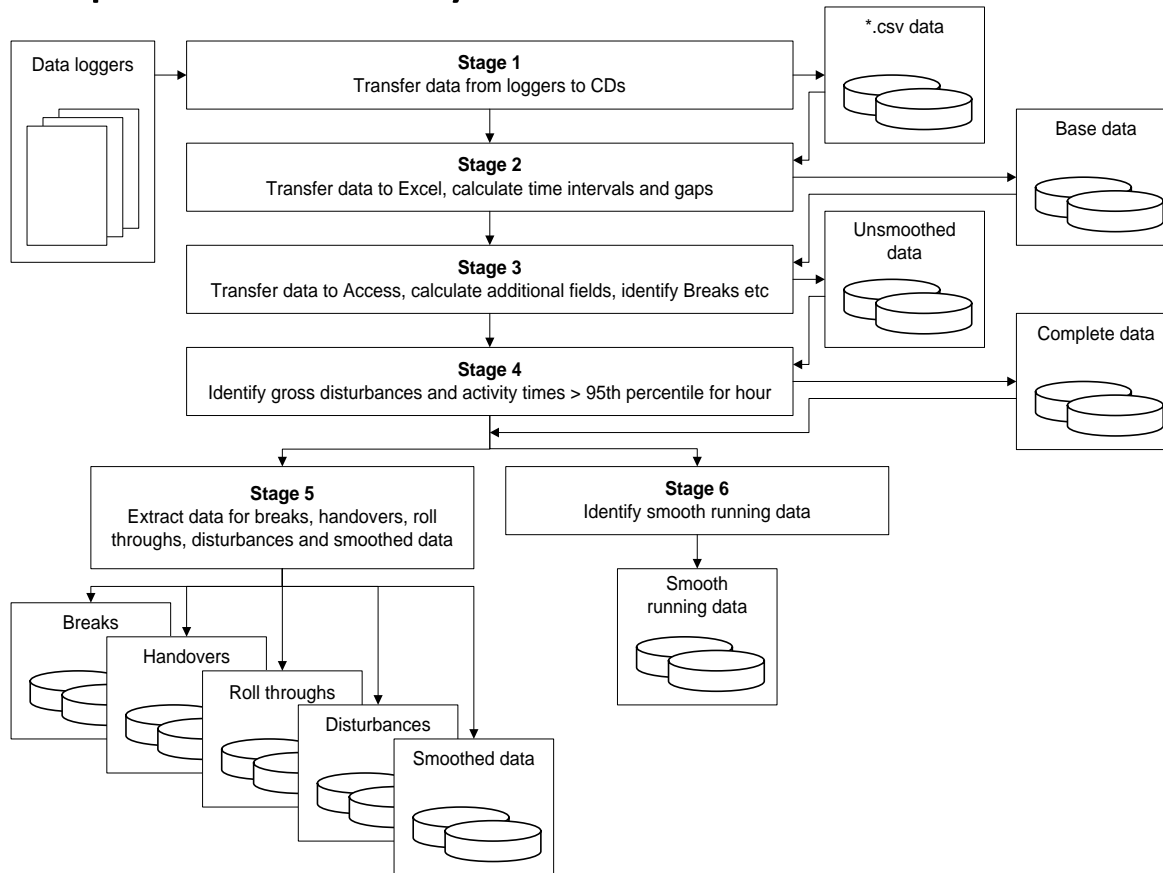 Data loggers
Stage 1
Transfer data from loggers to CDs
*.csv data
Stage 2
Transfer data to Excel, calculate time intervals and gaps
Base data
Stage 3
Transfer data to Access, calculate additional fields, identify Breaks etc
Unsmoothed
data
Stage 4
Identify gross disturbances and activity times > 95th percentile for hour
Complete data
Stage 5
Extract data for breaks, handovers, roll
throughs, disturbances and smoothed data
Stage 6
Identify smooth running data
Smooth
running data
Breaks
Handovers
Roll throughs
Disturbances
Smoothed data